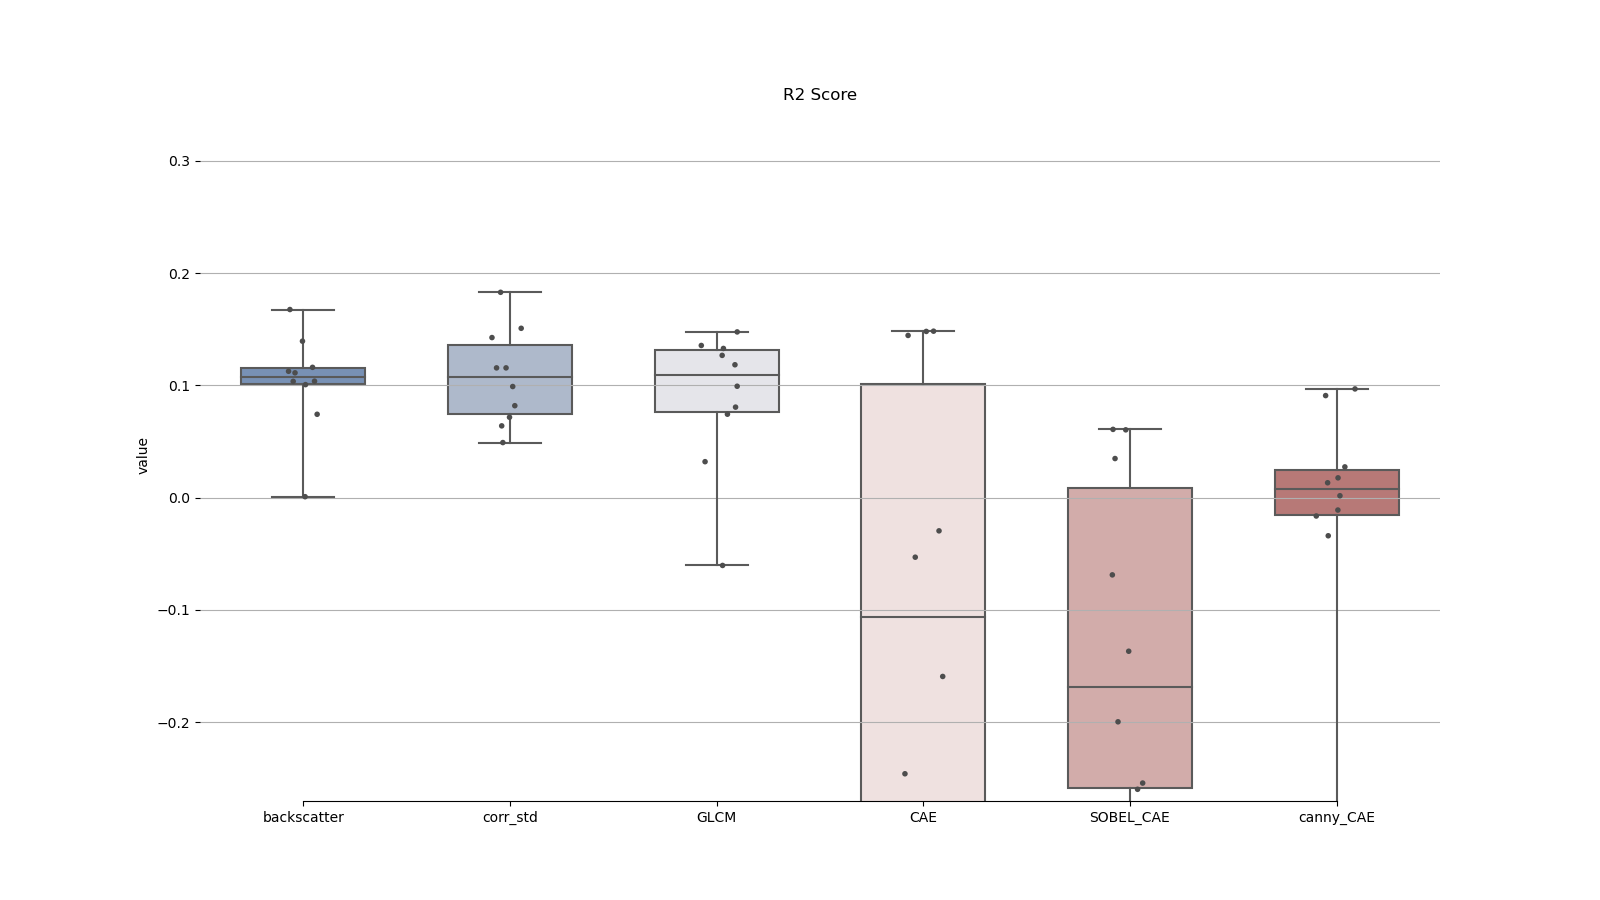 R2 Score
0.3
0.2
0.1
0.0
−0.1
−0.2
value
backscatter
corr_std
GLCM
CAE
SOBEL_CAE
canny_CAE